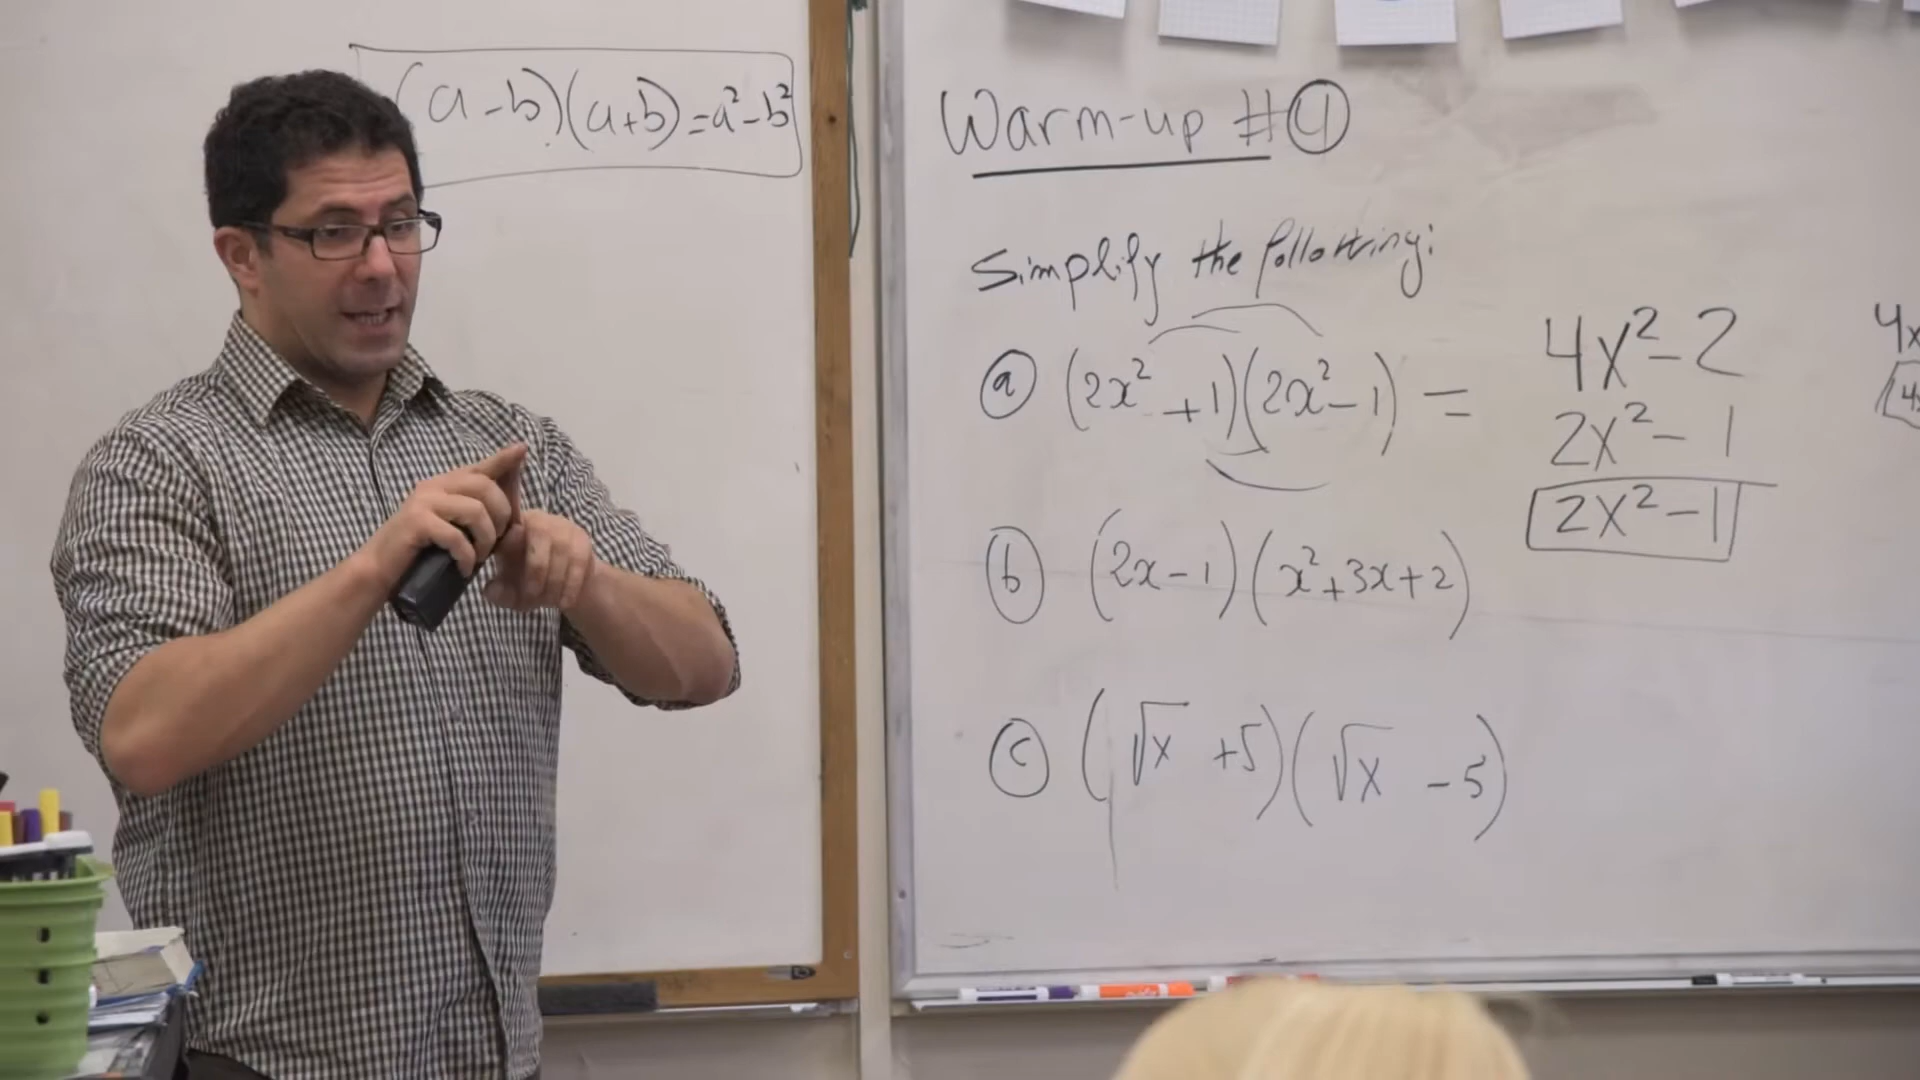 (a-b)(a+b)=a²-b²
Warm-up #4
Simplify the following:
a (2x²+1)(2x²-1) =
4x²-2
2x²-1
2x²-1
b (2x-1)(x²+3x+2)
c (√x +5)(√x -5)
4x